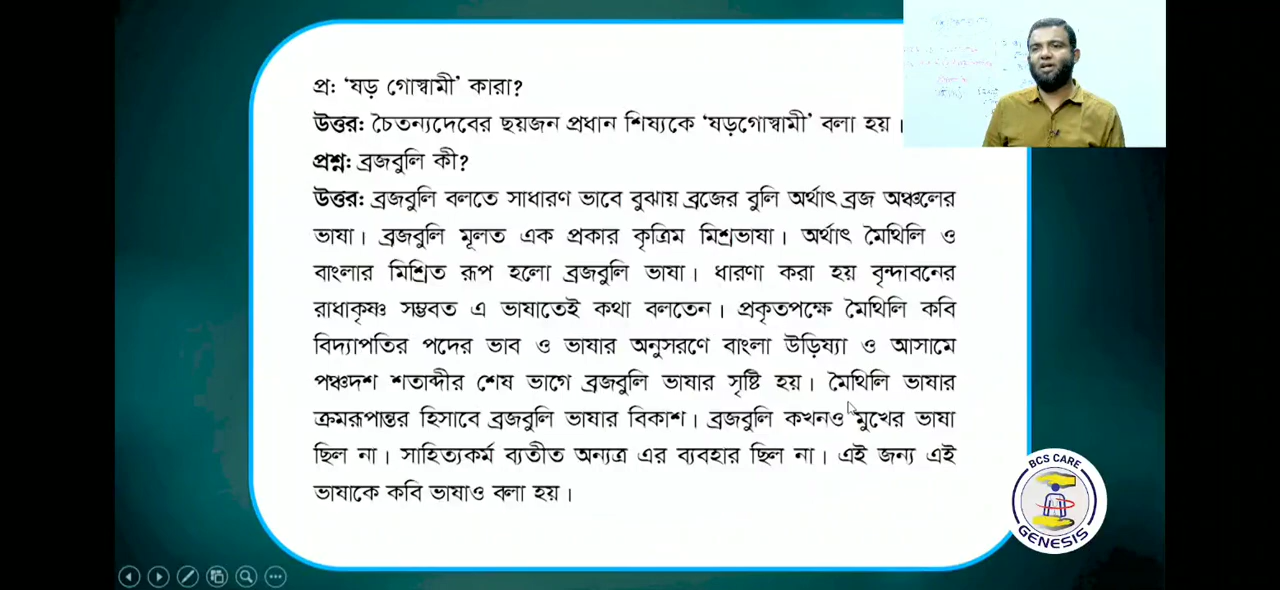 প্র: ‘ষড় গোস্বামী’ কারা?
উত্তর: চৈতন্যদেবের ছয়জন প্রধান শিষ্যকে ‘ষড়গোস্বামী’ বলা হয়।
প্রশ্ন: ব্রজবুলি কী?
উত্তর: ব্রজবুলি বলতে সাধারণ ভাবে বুঝায় ব্রজের বুলি অর্থাৎ ব্রজ অঞ্চলের
ভাষা। ব্রজবুলি মূলত এক প্রকার কৃত্রিম মিশ্রভাষা। অর্থাৎ মৈথিলি ও
বাংলার মিশ্রিত রূপ হলো ব্রজবুলি ভাষা। ধারণা করা হয় বৃন্দাবনের
রাধাকৃষ্ণ সম্ভবত এ ভাষাতেই কথা বলতেন। প্রকৃতপক্ষে মৈথিলি কবি
বিদ্যাপতির পদের ভাব ও ভাষার অনুসরণে বাংলা উড়িষ্যা ও আসামে
পঞ্চদশ শতাব্দীর শেষ ভাগে ব্রজবুলি ভাষার সৃষ্টি হয়। মৈথিলি ভাষার
ক্রমরূপান্তর হিসাবে ব্রজবুলি ভাষার বিকাশ। ব্রজবুলি কখনও মুখের ভাষা
ছিল না। সাহিত্যকর্ম ব্যতীত অন্যত্র এর ব্যবহার ছিল না। এই জন্য এই
ভাষাকে কবি ভাষাও বলা হয়।
BCS CARE
GENESIS